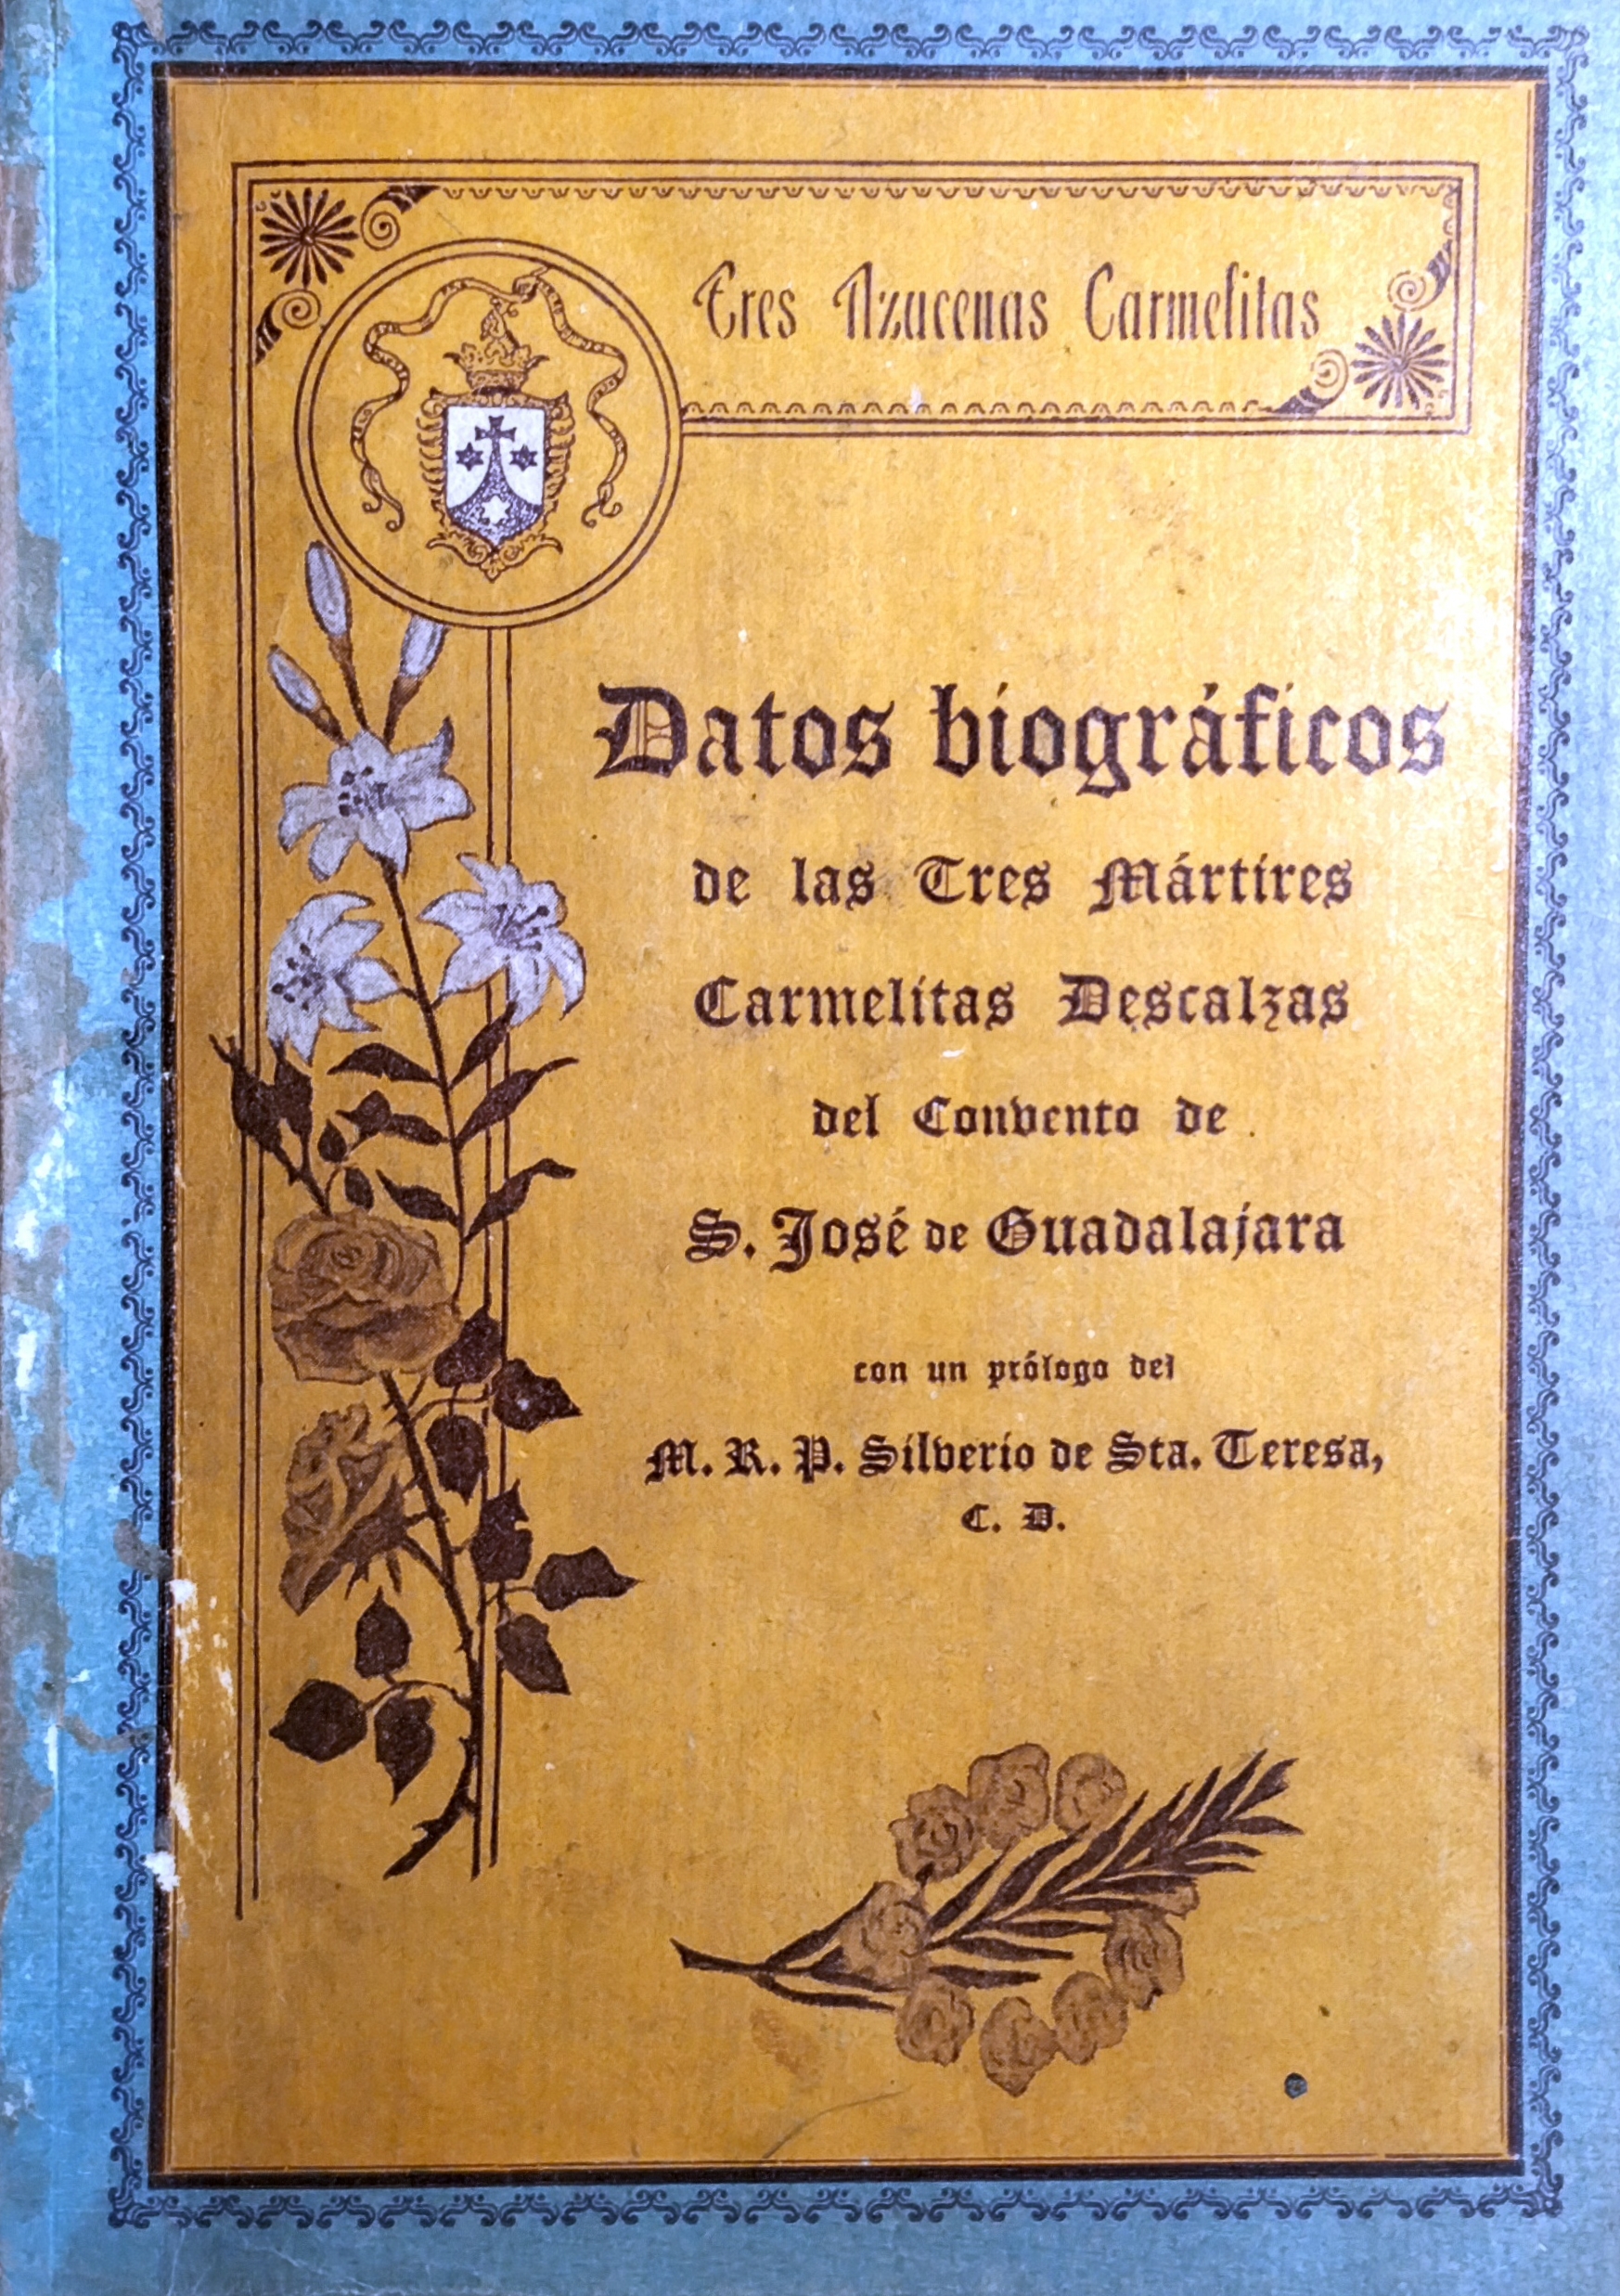 Tres Azucenas Carmelitas
Datos biográficos
de las Tres Mártires
Carmelitas Descalzas
del Convento de
S. José de Guadalajara
con un prólogo del
M. R. P. Silverio de Sta. Teresa,
C. D.